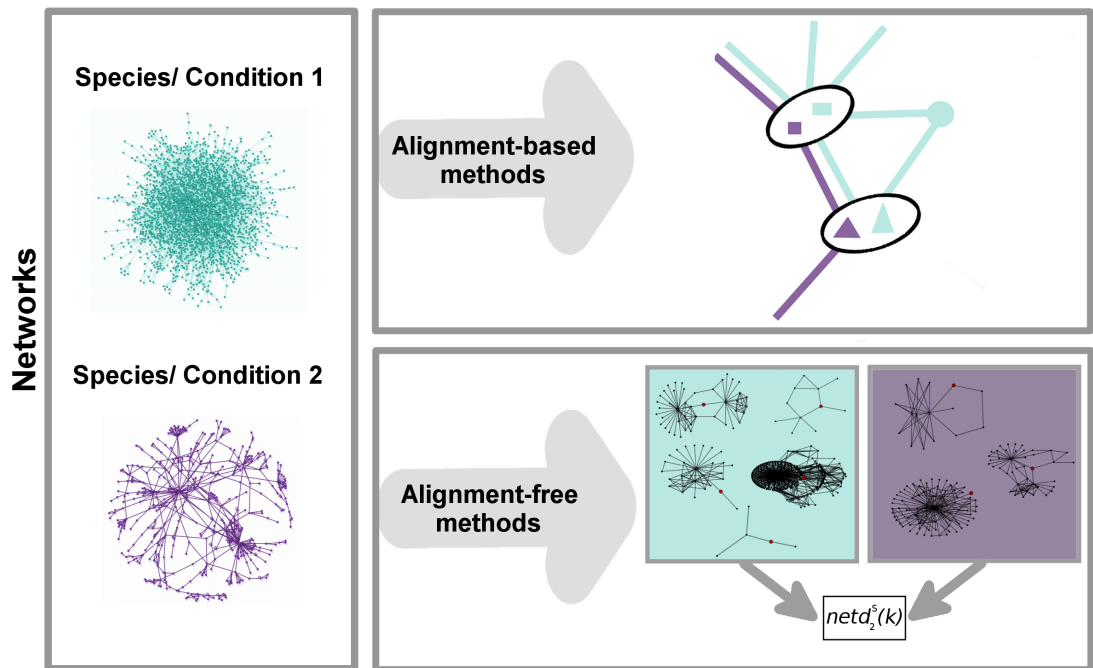 Networks
Species/ Condition 1
Species/ Condition 2
Alignment-based
methods
Alignment-free
methods
netd₂ˢ(k)